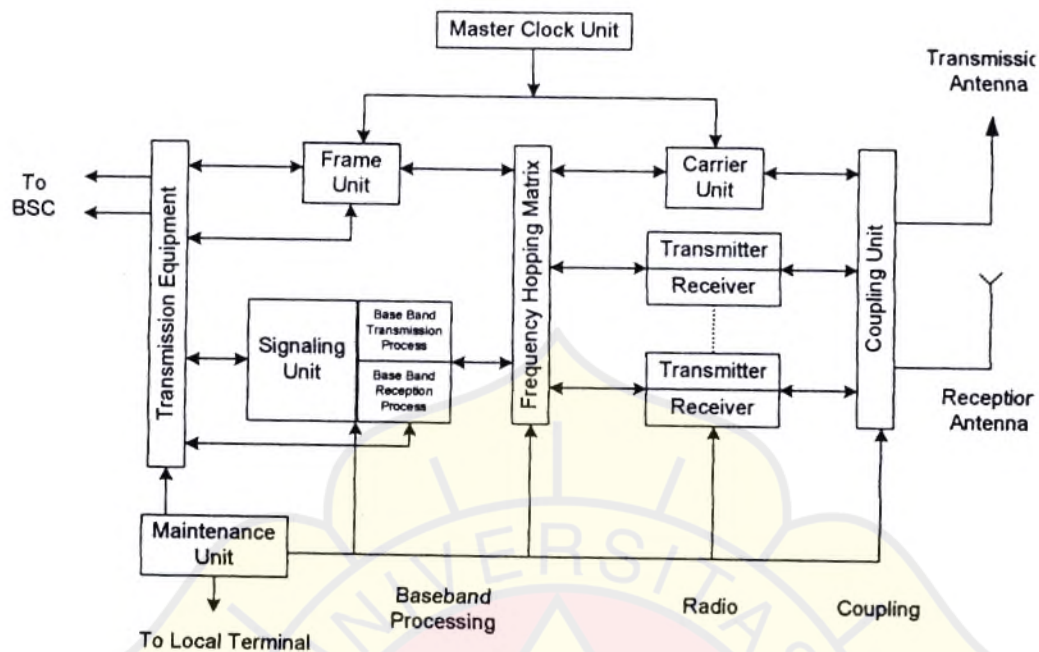 Master Clock Unit
Transmissic
Antenna
To
BSC
Transmission Equipment
Frame
Unit
Frequency Hopping Matrix
Carrier
Unit
Coupling Unit
Transmitter
Receiver
Signaling
Unit
Base Band
Transmission
Process
Base Band
Reception
Process
Transmitter
Receiver
Reception
Antenna
Maintenance
Unit
Baseband
Processing
Radio
Coupling
To Local Terminal
UNIVERSITAS